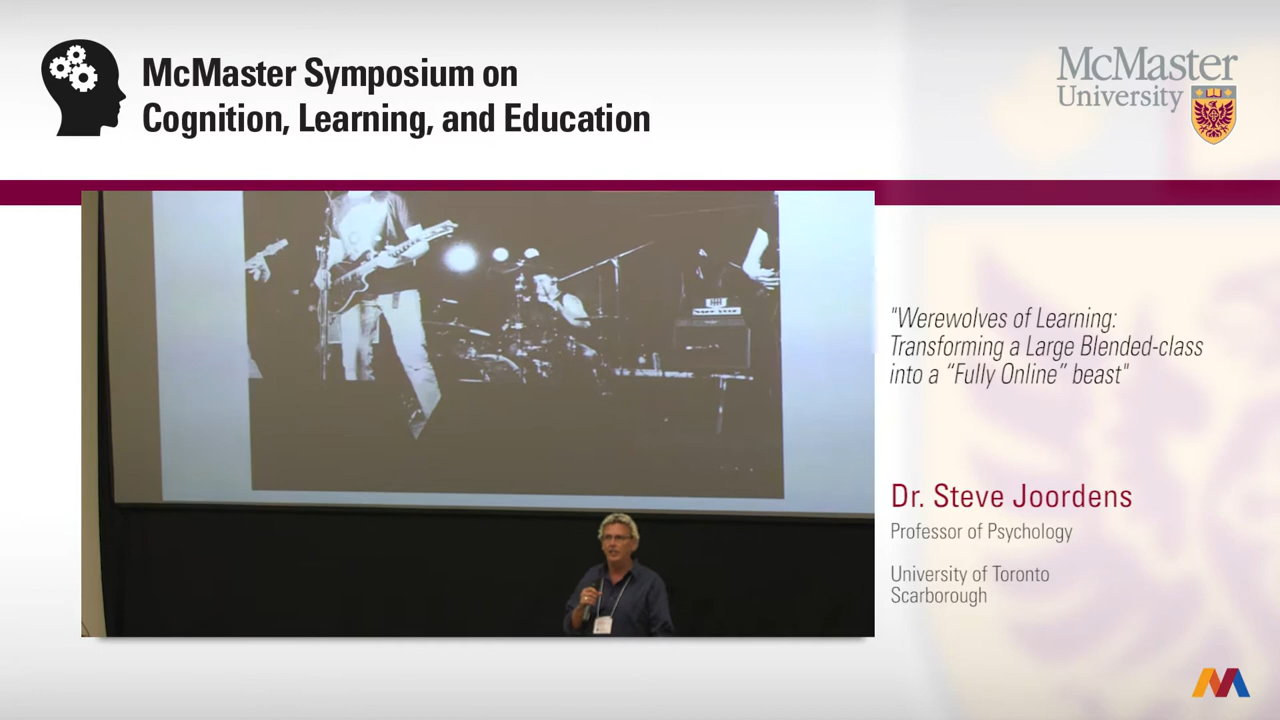 McMaster Symposium on
Cognition, Learning, and Education
McMaster
University
"Werewolves of Learning:
Transforming a Large Blended-class
into a “Fully Online” beast"
Dr. Steve Joordens
Professor of Psychology
University of Toronto
Scarborough